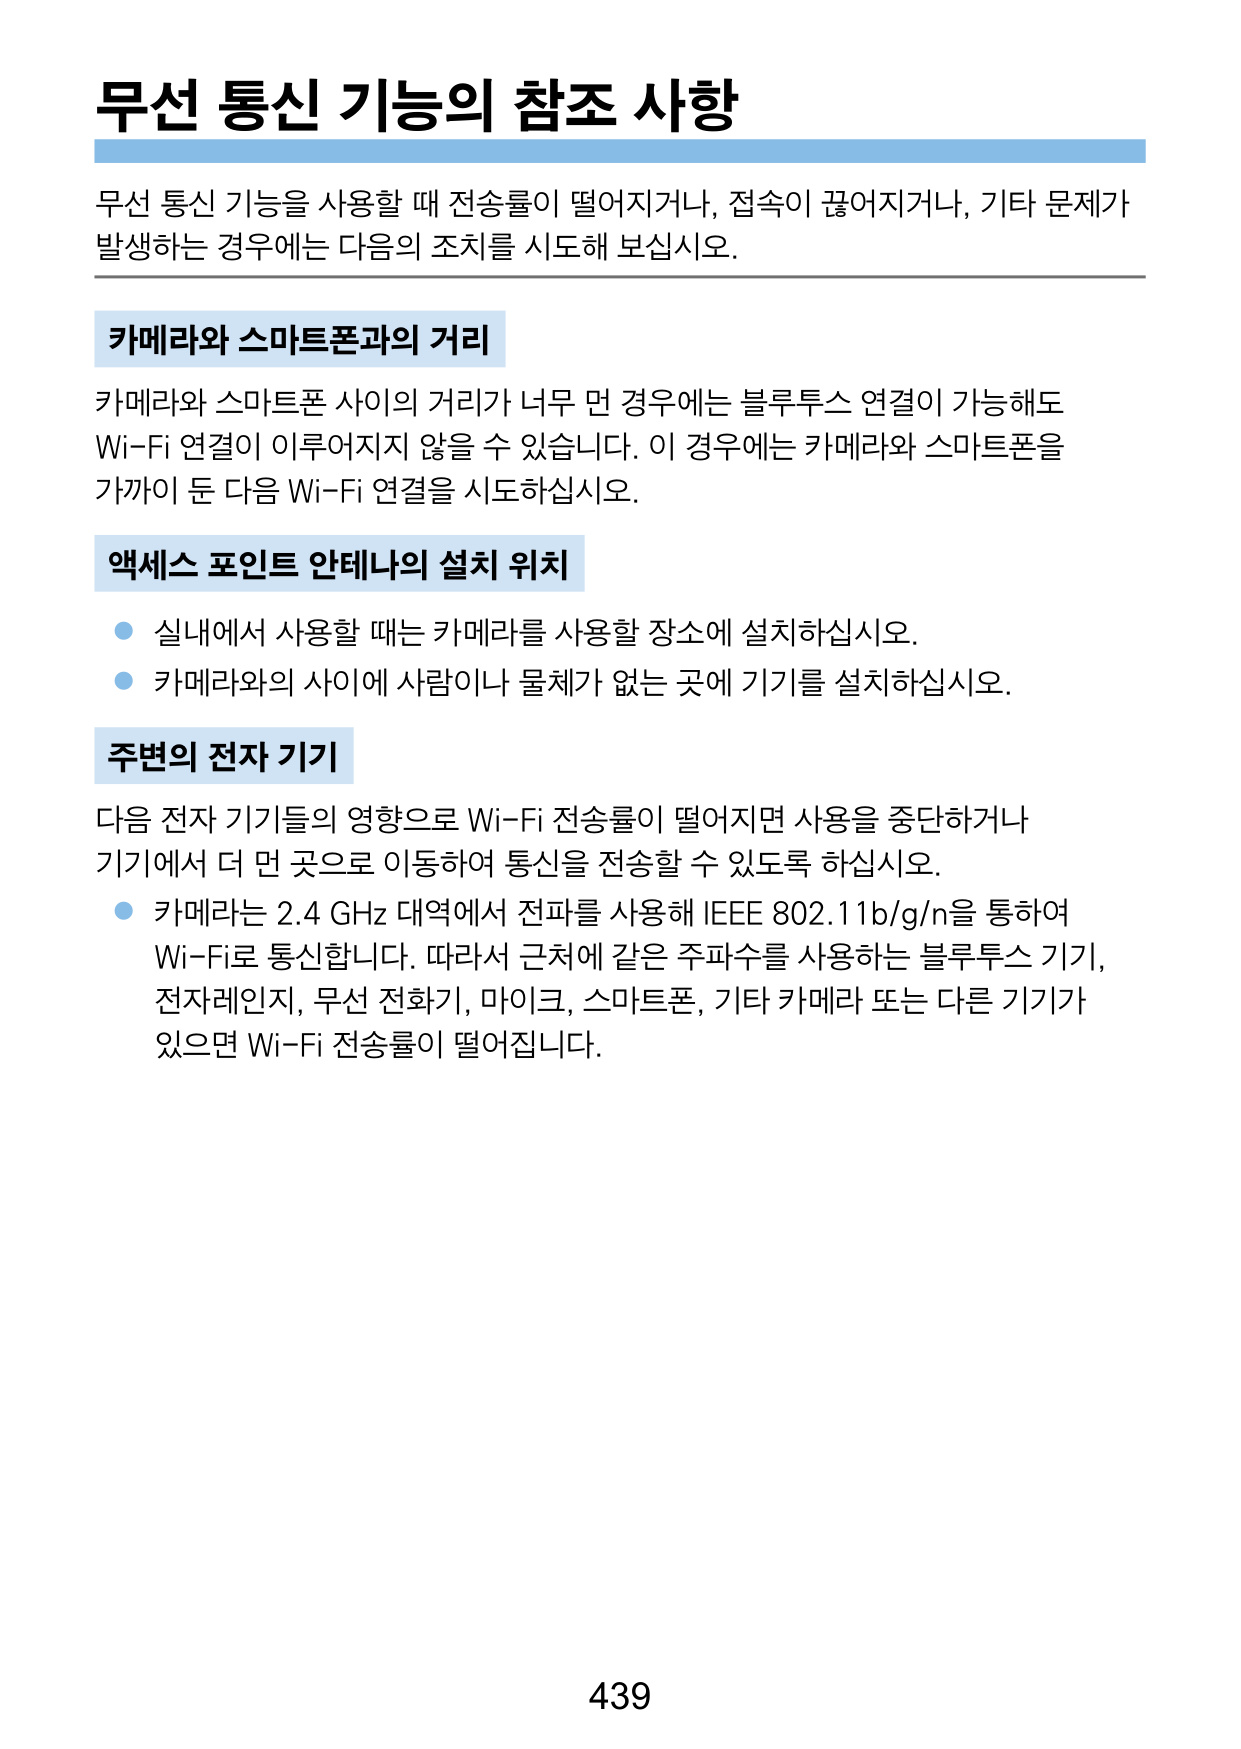 무선 통신 기능의 참조 사항
무선 통신 기능을 사용할 때 전송률이 떨어지거나, 접속이 끊어지거나, 기타 문제가
발생하는 경우에는 다음의 조치를 시도해 보십시오.
카메라와 스마트폰과의 거리
카메라와 스마트폰 사이의 거리가 너무 먼 경우에는 블루투스 연결이 가능해도
Wi-Fi 연결이 이루어지지 않을 수 있습니다. 이 경우에는 카메라와 스마트폰을
가까이 둔 다음 Wi-Fi 연결을 시도하십시오.
액세스 포인트 안테나의 설치 위치
● 실내에서 사용할 때는 카메라를 사용할 장소에 설치하십시오.
● 카메라와의 사이에 사람이나 물체가 없는 곳에 기기를 설치하십시오.
주변의 전자 기기
다음 전자 기기들의 영향으로 Wi-Fi 전송률이 떨어지면 사용을 중단하거나
기기에서 더 먼 곳으로 이동하여 통신을 전송할 수 있도록 하십시오.
● 카메라는 2.4 GHz 대역에서 전파를 사용해 IEEE 802.11b/g/n을 통하여
Wi-Fi로 통신합니다. 따라서 근처에 같은 주파수를 사용하는 블루투스 기기,
전자레인지, 무선 전화기, 마이크, 스마트폰, 기타 카메라 또는 다른 기기가
있으면 Wi-Fi 전송률이 떨어집니다.
439